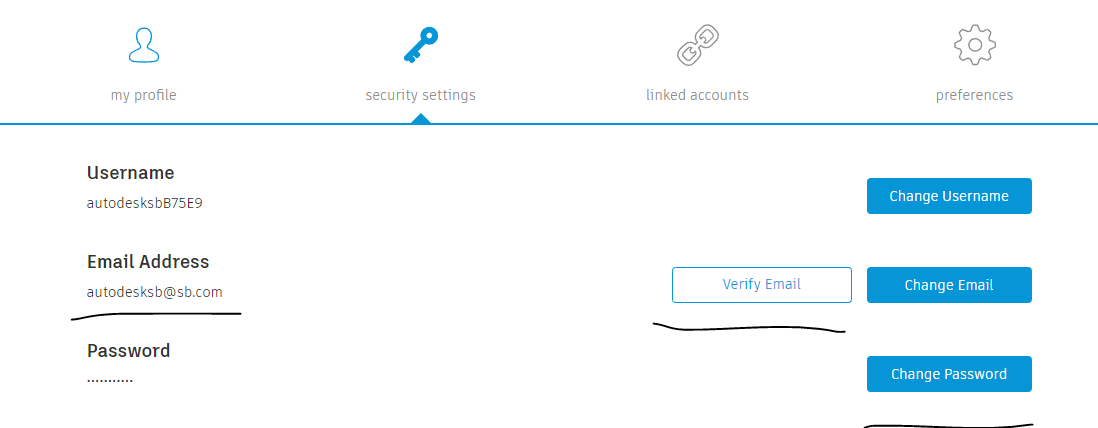 my profile
security settings
linked accounts
preferences
Username
autodesksbB75E9
Change Username
Email Address
autodesksb@sb.com
Verify Email
Change Email
Password
...........
Change Password